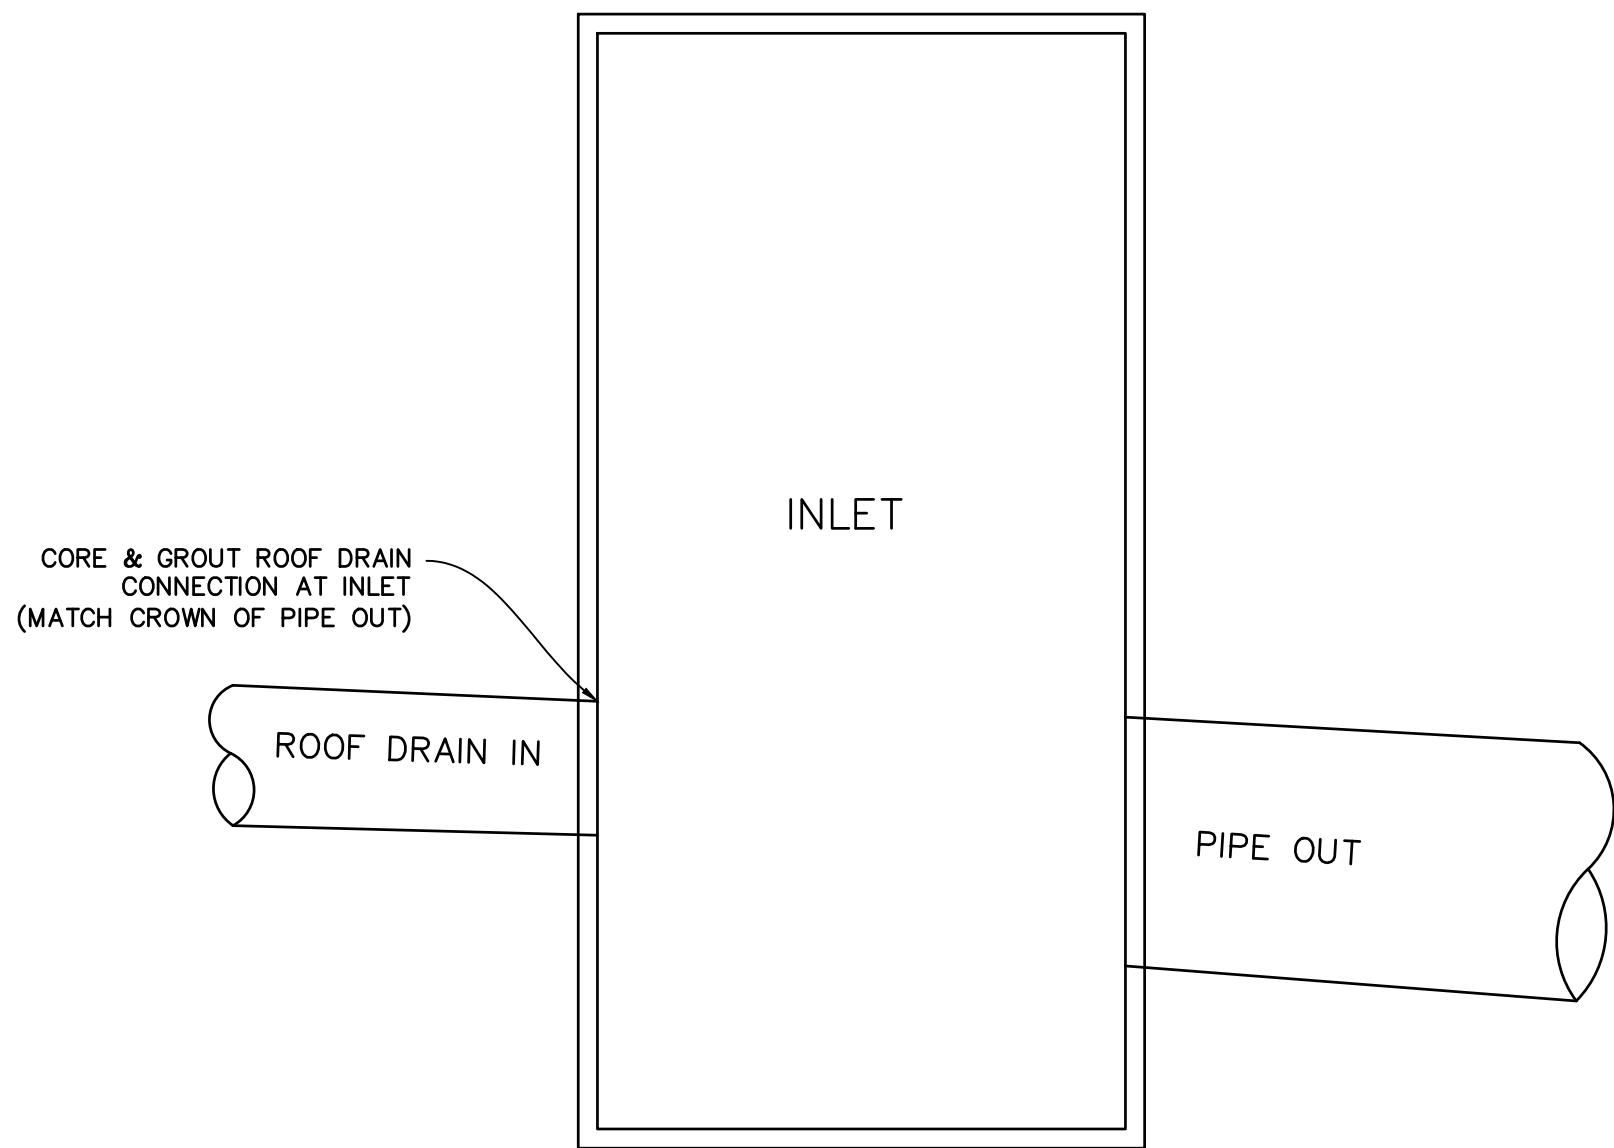 INLET
CORE & GROUT ROOF DRAIN
CONNECTION AT INLET
(MATCH CROWN OF PIPE OUT)
ROOF DRAIN IN
PIPE OUT